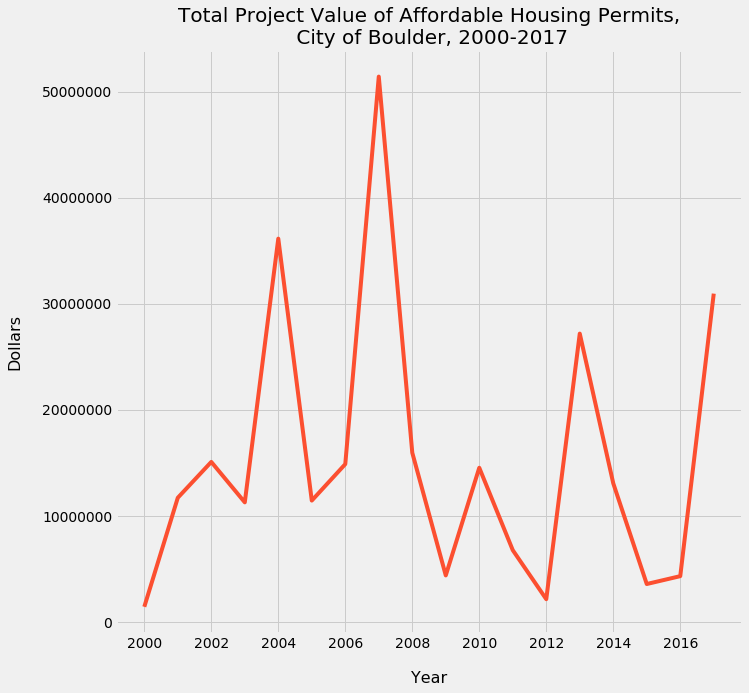 Total Project Value of Affordable Housing Permits,
City of Boulder, 2000-2017
50000000
40000000
30000000
20000000
10000000
0
Dollars
2000 2002 2004 2006 2008 2010 2012 2014 2016
Year